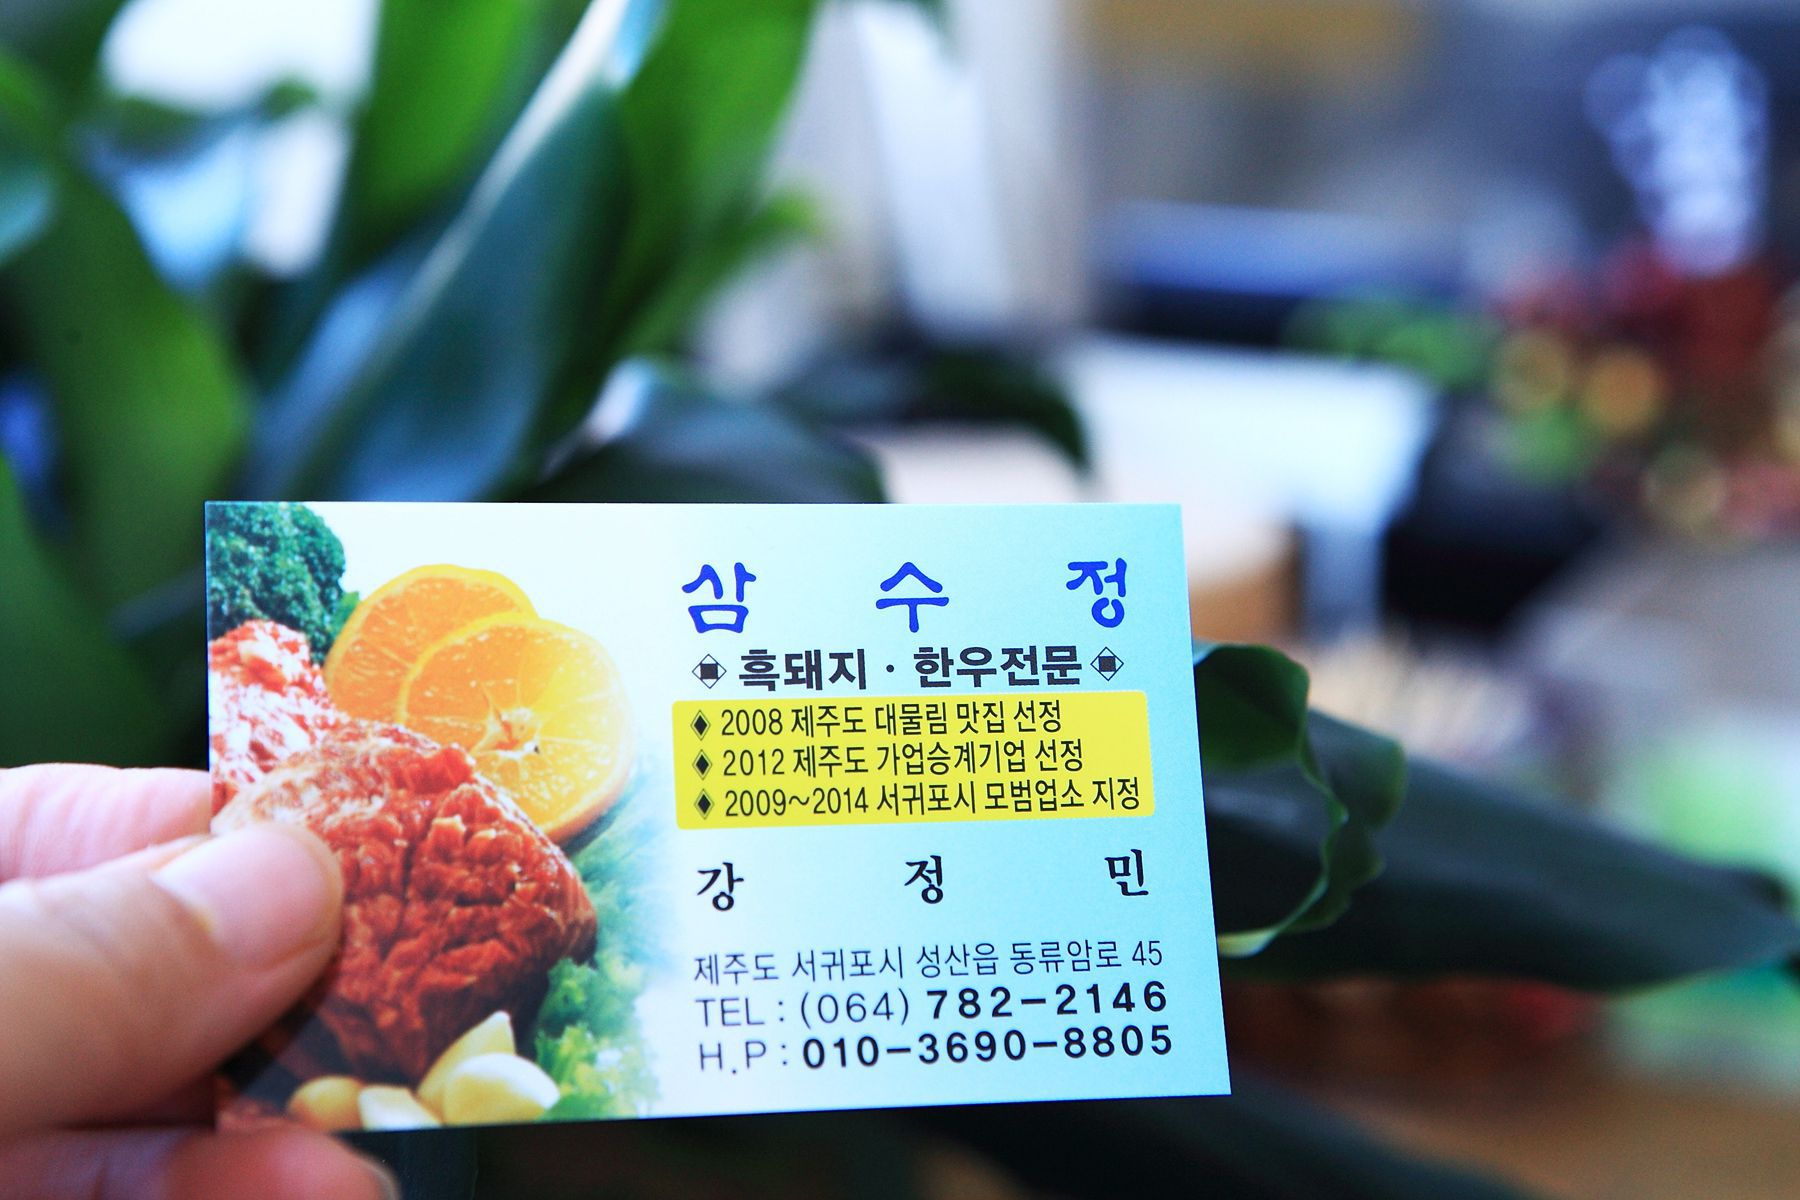 삼수정
흑돼지 · 한우전문
2008 제주도 대물림 맛집 선정
2012 제주도 가업승계기업 선정
2009~2014 서귀포시 모범업소 지정
강정민
제주도 서귀포시 성산읍 동류암로 45
TEL : (064) 782-2146
H.P : 010-3690-8805